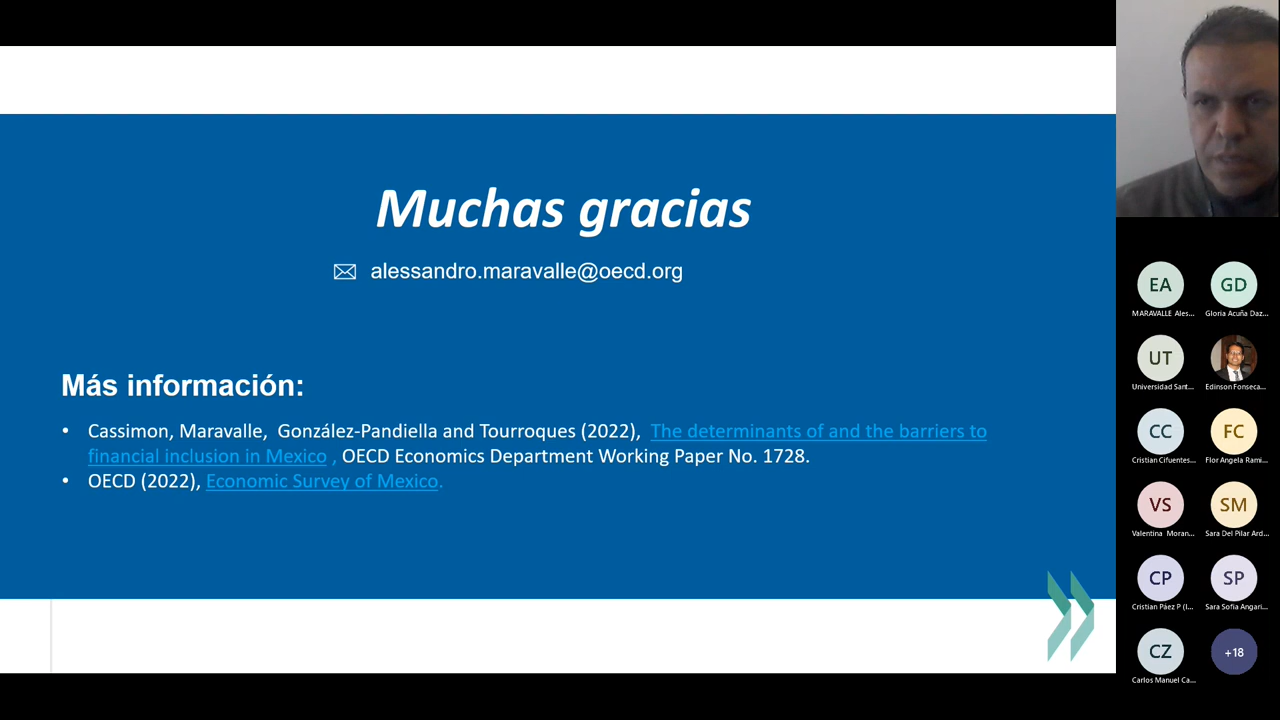 Muchas gracias
alessandro.maravalle@oecd.org
Más información:
• Cassimon, Maravalle, González-Pandiella and Tourroques (2022), The determinants of and the barriers to
financial inclusion in Mexico , OECD Economics Department Working Paper No. 1728.
• OECD (2022), Economic Survey of Mexico.
EA
GD
MARAVALLE Ales...
Gloria Acuña Daz...
UT
Universidad Sant...
Edinson Fonseca...
CC
FC
Cristian Cifuentes...
Flor Angela Rami...
VS
SM
Valentina Moran...
Sara Del Pilar Ard...
CP
SP
Cristian Páez P (I...
Sara Sofia Angari...
CZ
+18
Carlos Manuel Ca...